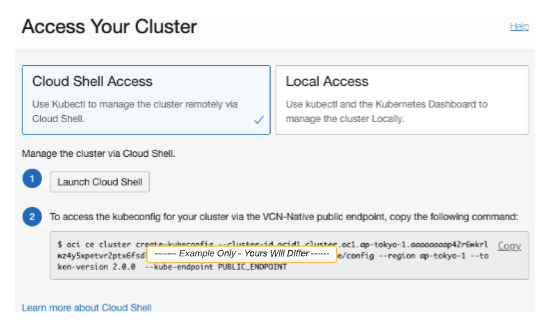 Access Your Cluster
Help
Cloud Shell Access
Use Kubectl to manage the cluster remotely via
Cloud Shell.
Local Access
Use kubectl and the Kubernetes Dashboard to
manage the cluster Locally.
Manage the cluster via Cloud Shell.
1
Launch Cloud Shell
2
To access the kubeconfig for your cluster via the VCN-Native public endpoint, copy the following command:
$ oci ce cluster create-kubeconfig --cluster-id ocid1.cluster.oc1.ap-tokyo-1.aaaaaaaap42r6mkrl
Copy
------- Example Only - Yours Will Differ ------
e/config --region ap-tokyo-1 --to
ken-version 2.0.0 --kube-endpoint PUBLIC_ENDPOINT
Learn more about Cloud Shell